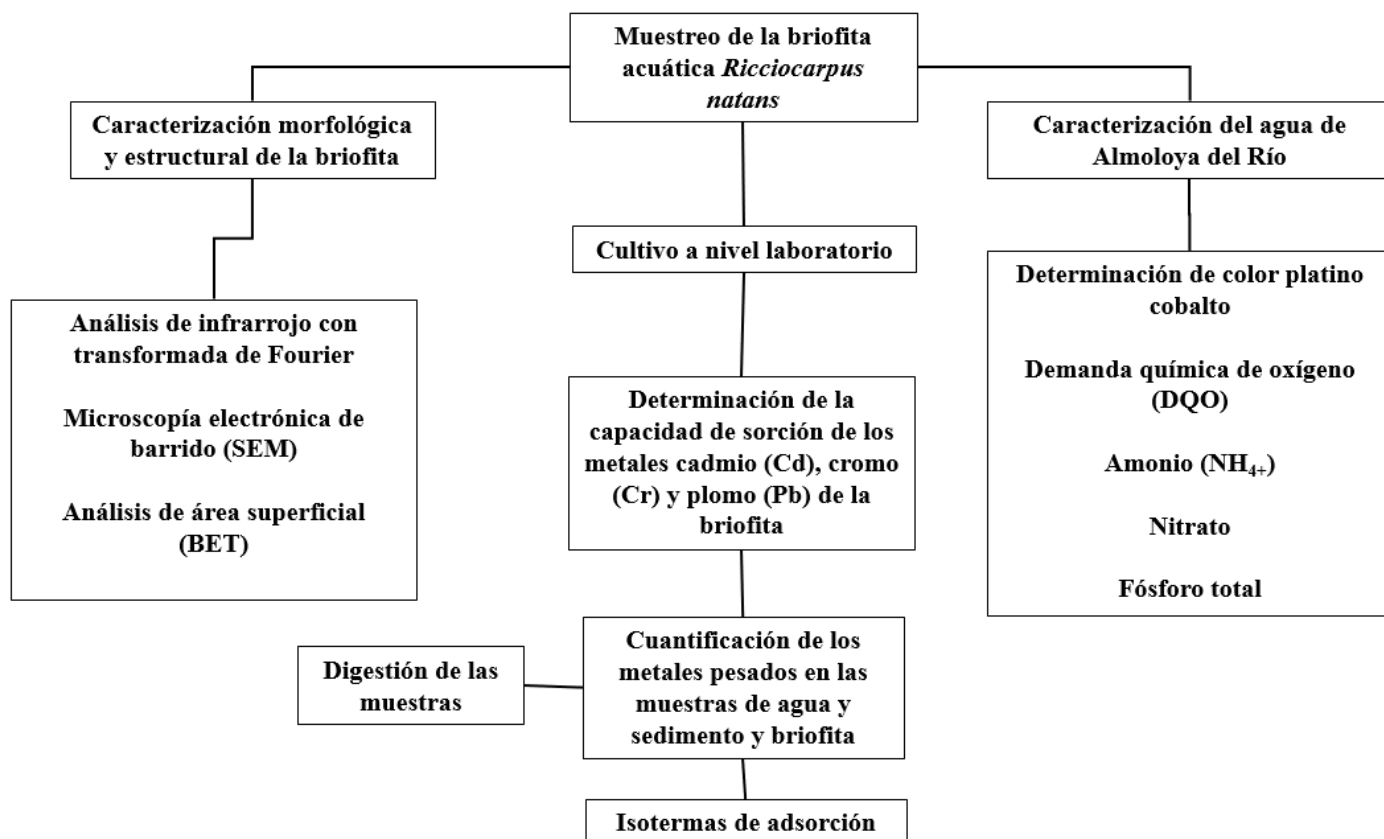 Muestreo de la briofita
acuática Ricciocarpus
natans
Caracterización morfológica
y estructural de la briofita
Caracterización del agua de
Almoloya del Río
Cultivo a nivel laboratorio
Análisis de infrarrojo con
transformada de Fourier
Microscopía electrónica de
barrido (SEM)
Análisis de área superficial
(BET)
Determinación de color platino
cobalto
Demanda química de oxígeno
(DQO)
Amonio (NH₄₊)
Nitrato
Fósforo total
Determinación de la
capacidad de sorción de los
metales cadmio (Cd), cromo
(Cr) y plomo (Pb) de la
briofita
Digestión de las
muestras
Cuantificación de los
metales pesados en las
muestras de agua y
sedimento y briofita
Isotermas de adsorción